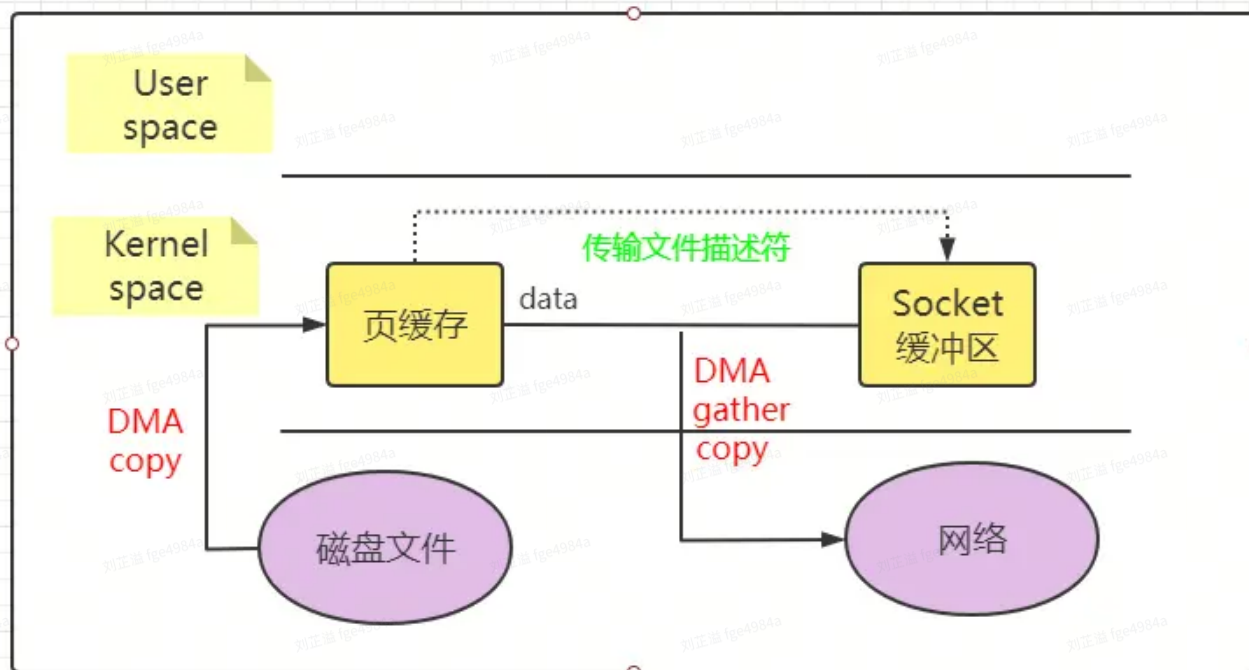 User
space
Kernel
space
传输文件描述符
data
页缓存
Socket
缓冲区
DMA
gather
copy
DMA
copy
磁盘文件
网络